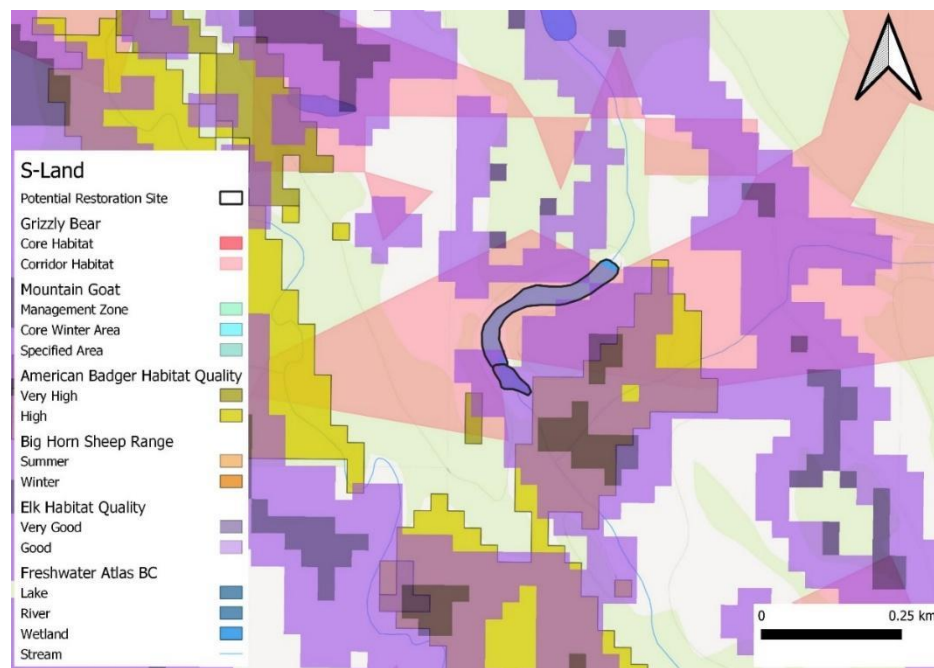 S-Land
Potential Restoration Site
Grizzly Bear
Core Habitat
Corridor Habitat
Mountain Goat
Management Zone
Core Winter Area
Specified Area
American Badger Habitat Quality
Very High
High
Big Horn Sheep Range
Summer
Winter
Elk Habitat Quality
Very Good
Good
Freshwater Atlas BC
Lake
River
Wetland
Stream
0 0.25 km